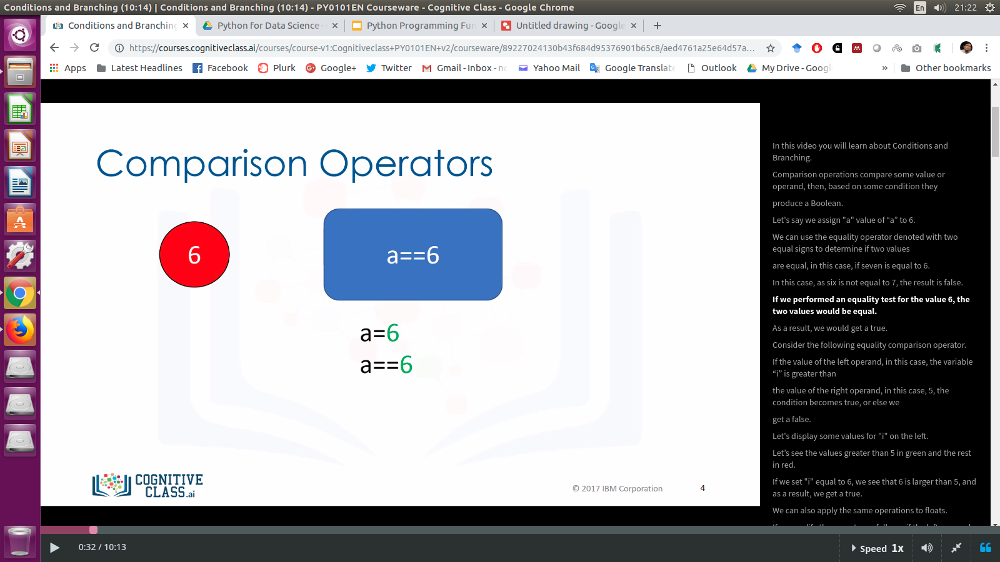 Conditions and Branching (10:14) | Conditions and Branching (10:14) - PY0101EN Courseware - Cognitive Class - Google Chrome
En
21:22
Conditions and Branching
Python for Data Science -
Python Programming Fun
Untitled drawing - Google
https://courses.cognitiveclass.ai/courses/course-v1:Cognitiveclass+PY0101EN+v2/courseware/89227024130b43f684d95376901b65c8/aed4761a25e64d57a...
Apps
Latest Headlines
Facebook
Plurk
Google+
Twitter
Gmail - Inbox - no
Yahoo Mail
Google Translate
Outlook
My Drive - Googl
»
Other bookmarks
Comparison Operators
6
a==6
a=6
a==6
COGNITIVE
CLASS.ai
© 2017 IBM Corporation
4
In this video you will learn about Conditions and
Branching.
Comparison operations compare some value or
operand, then, based on some condition they
produce a Boolean.
Let's say we assign "a" value of “a” to 6.
We can use the equality operator denoted with two
equal signs to determine if two values
are equal, in this case, if seven is equal to 6.
In this case, as six is not equal to 7, the result is false.
If we performed an equality test for the value 6, the
two values would be equal.
As a result, we would get a true.
Consider the following equality comparison operator.
If the value of the left operand, in this case, the variable
“i” is greater than
the value of the right operand, in this case, 5, the
condition becomes true, or else we
get a false.
Let's display some values for "i" on the left.
Let’s see the values greater than 5 in green and the rest
in red.
If we set "i" equal to 6, we see that 6 is larger than 5, and
as a result, we get a true.
We can also apply the same operations to floats.
0:32 / 10:13
Speed 1x